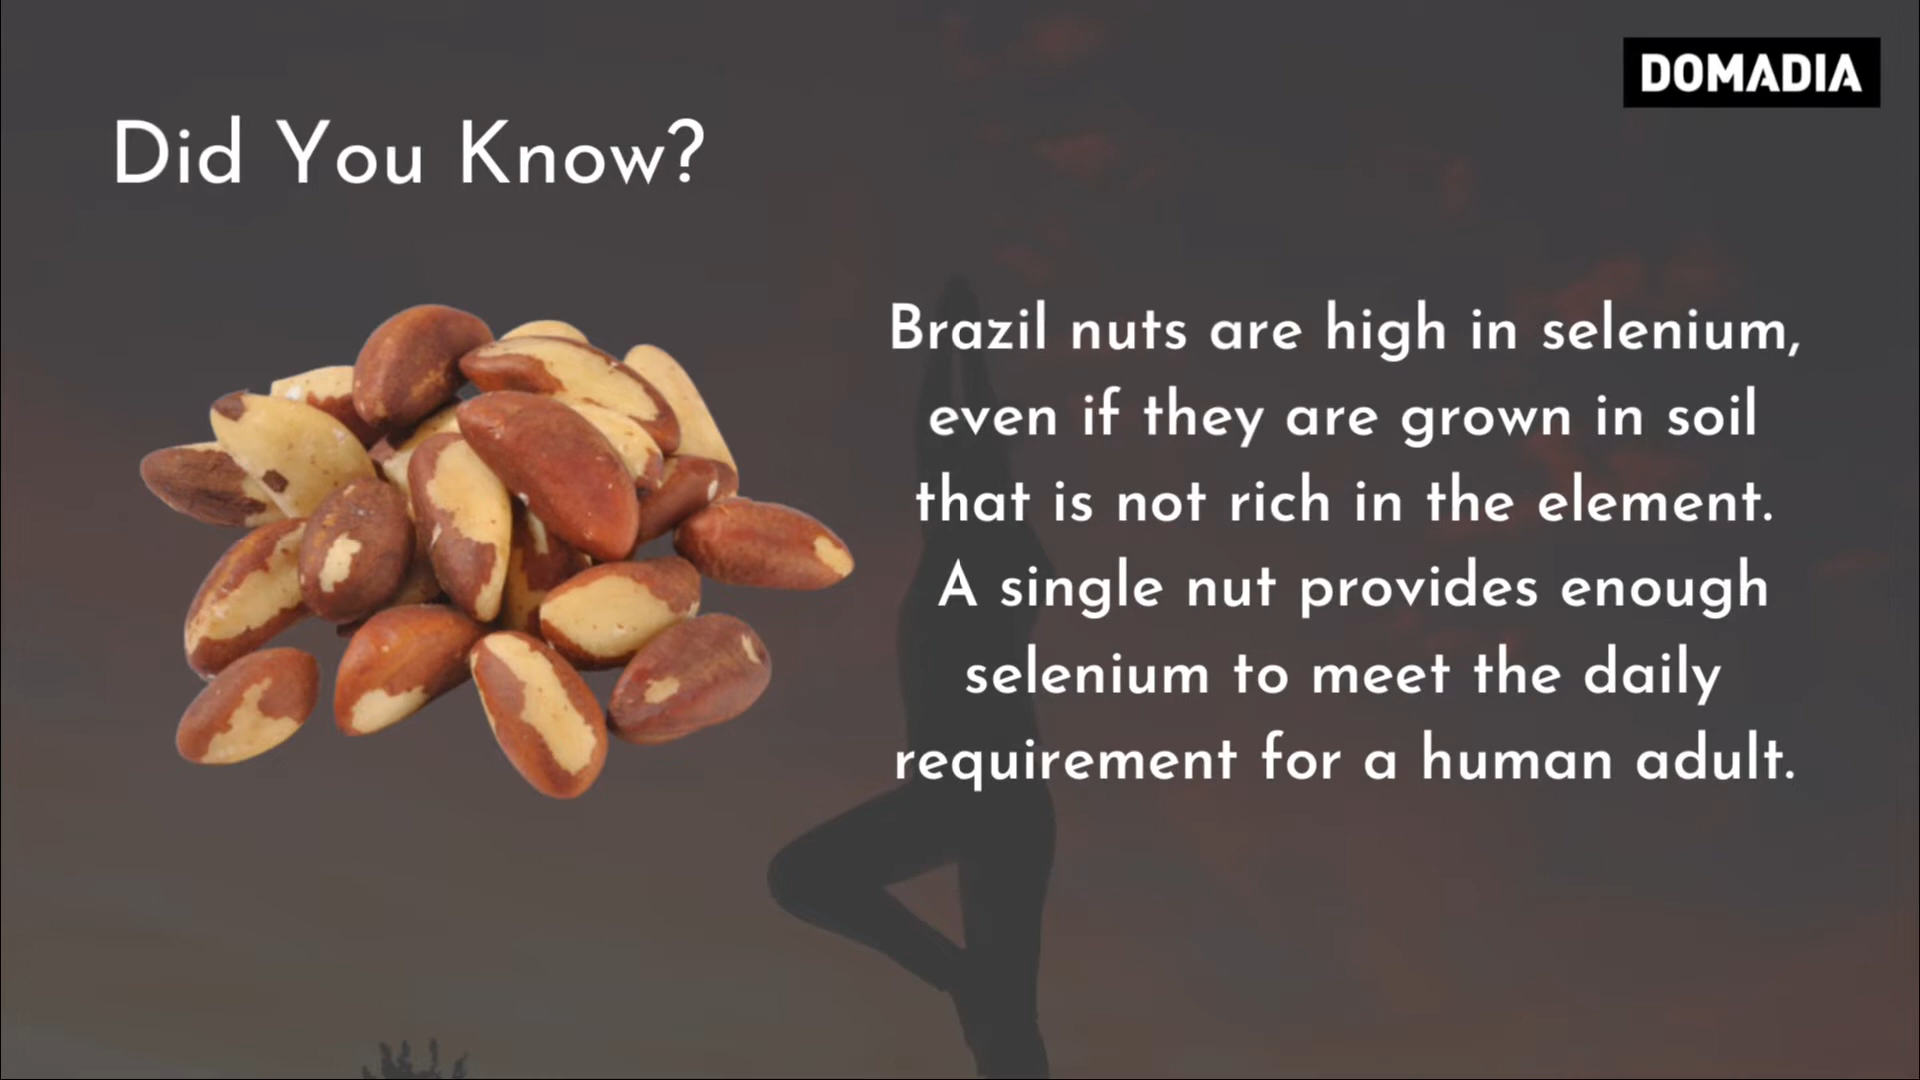 DOMADIA
Did You Know?
Brazil nuts are high in selenium,
even if they are grown in soil
that is not rich in the element.
A single nut provides enough
selenium to meet the daily
requirement for a human adult.